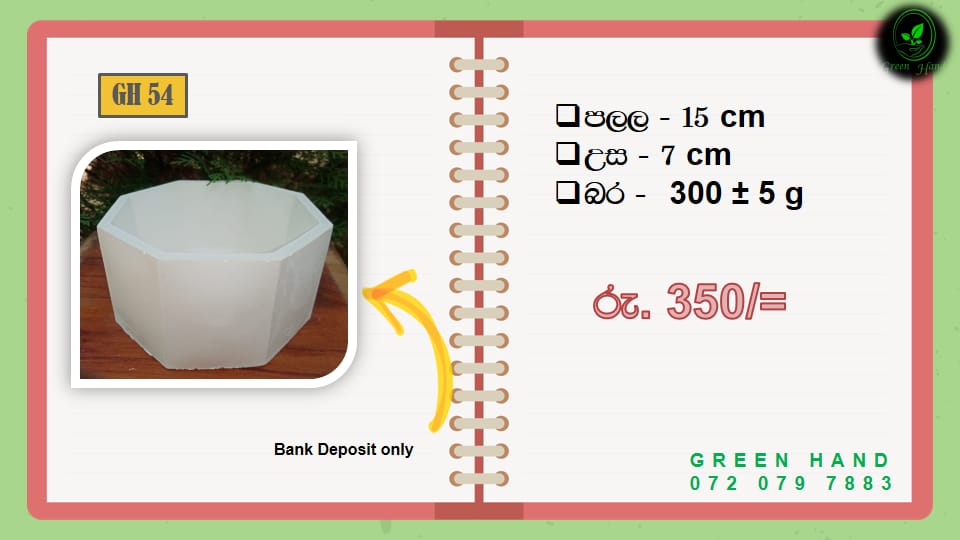 GH 54
Green Hand
❑පලල - 15 cm
❑උස - 7 cm
❑බර - 300 ± 5 g
රු. 350/=
Bank Deposit only
GREEN HAND
072 079 7883